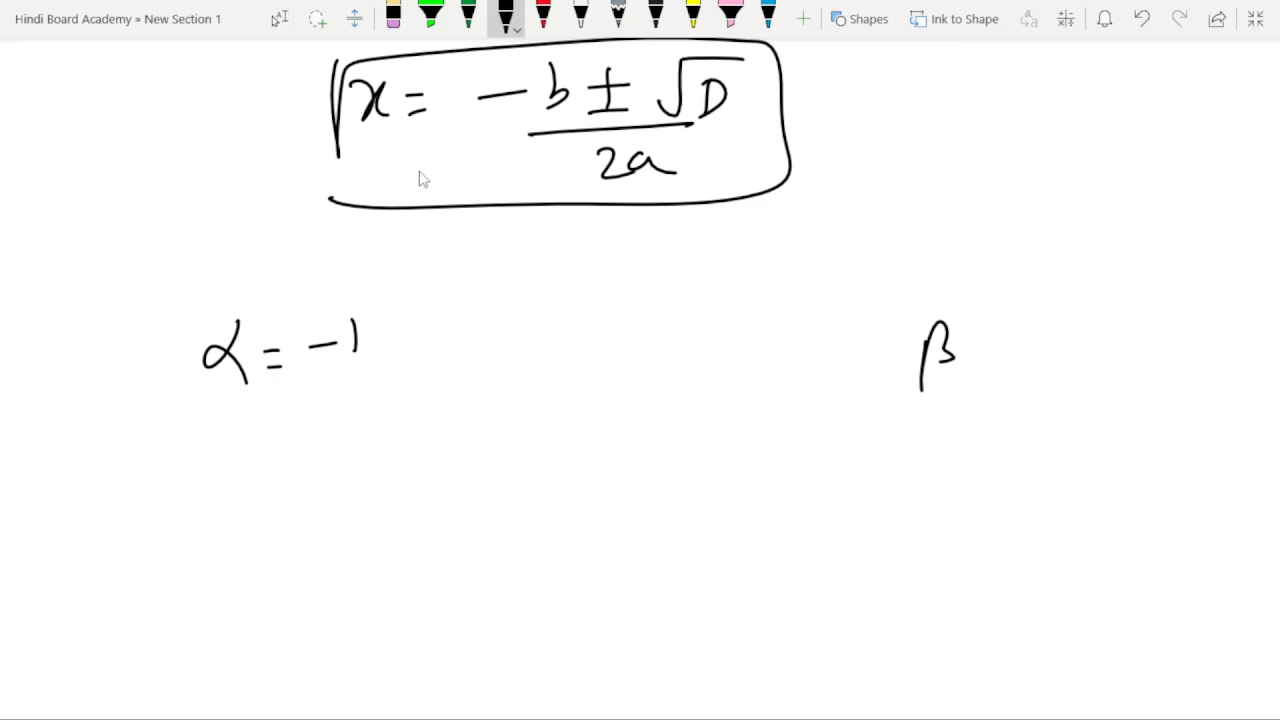 Hindi Board Academy » New Section 1
Shapes
Ink to Shape
x = - b ± √D
2a
α = -1
β